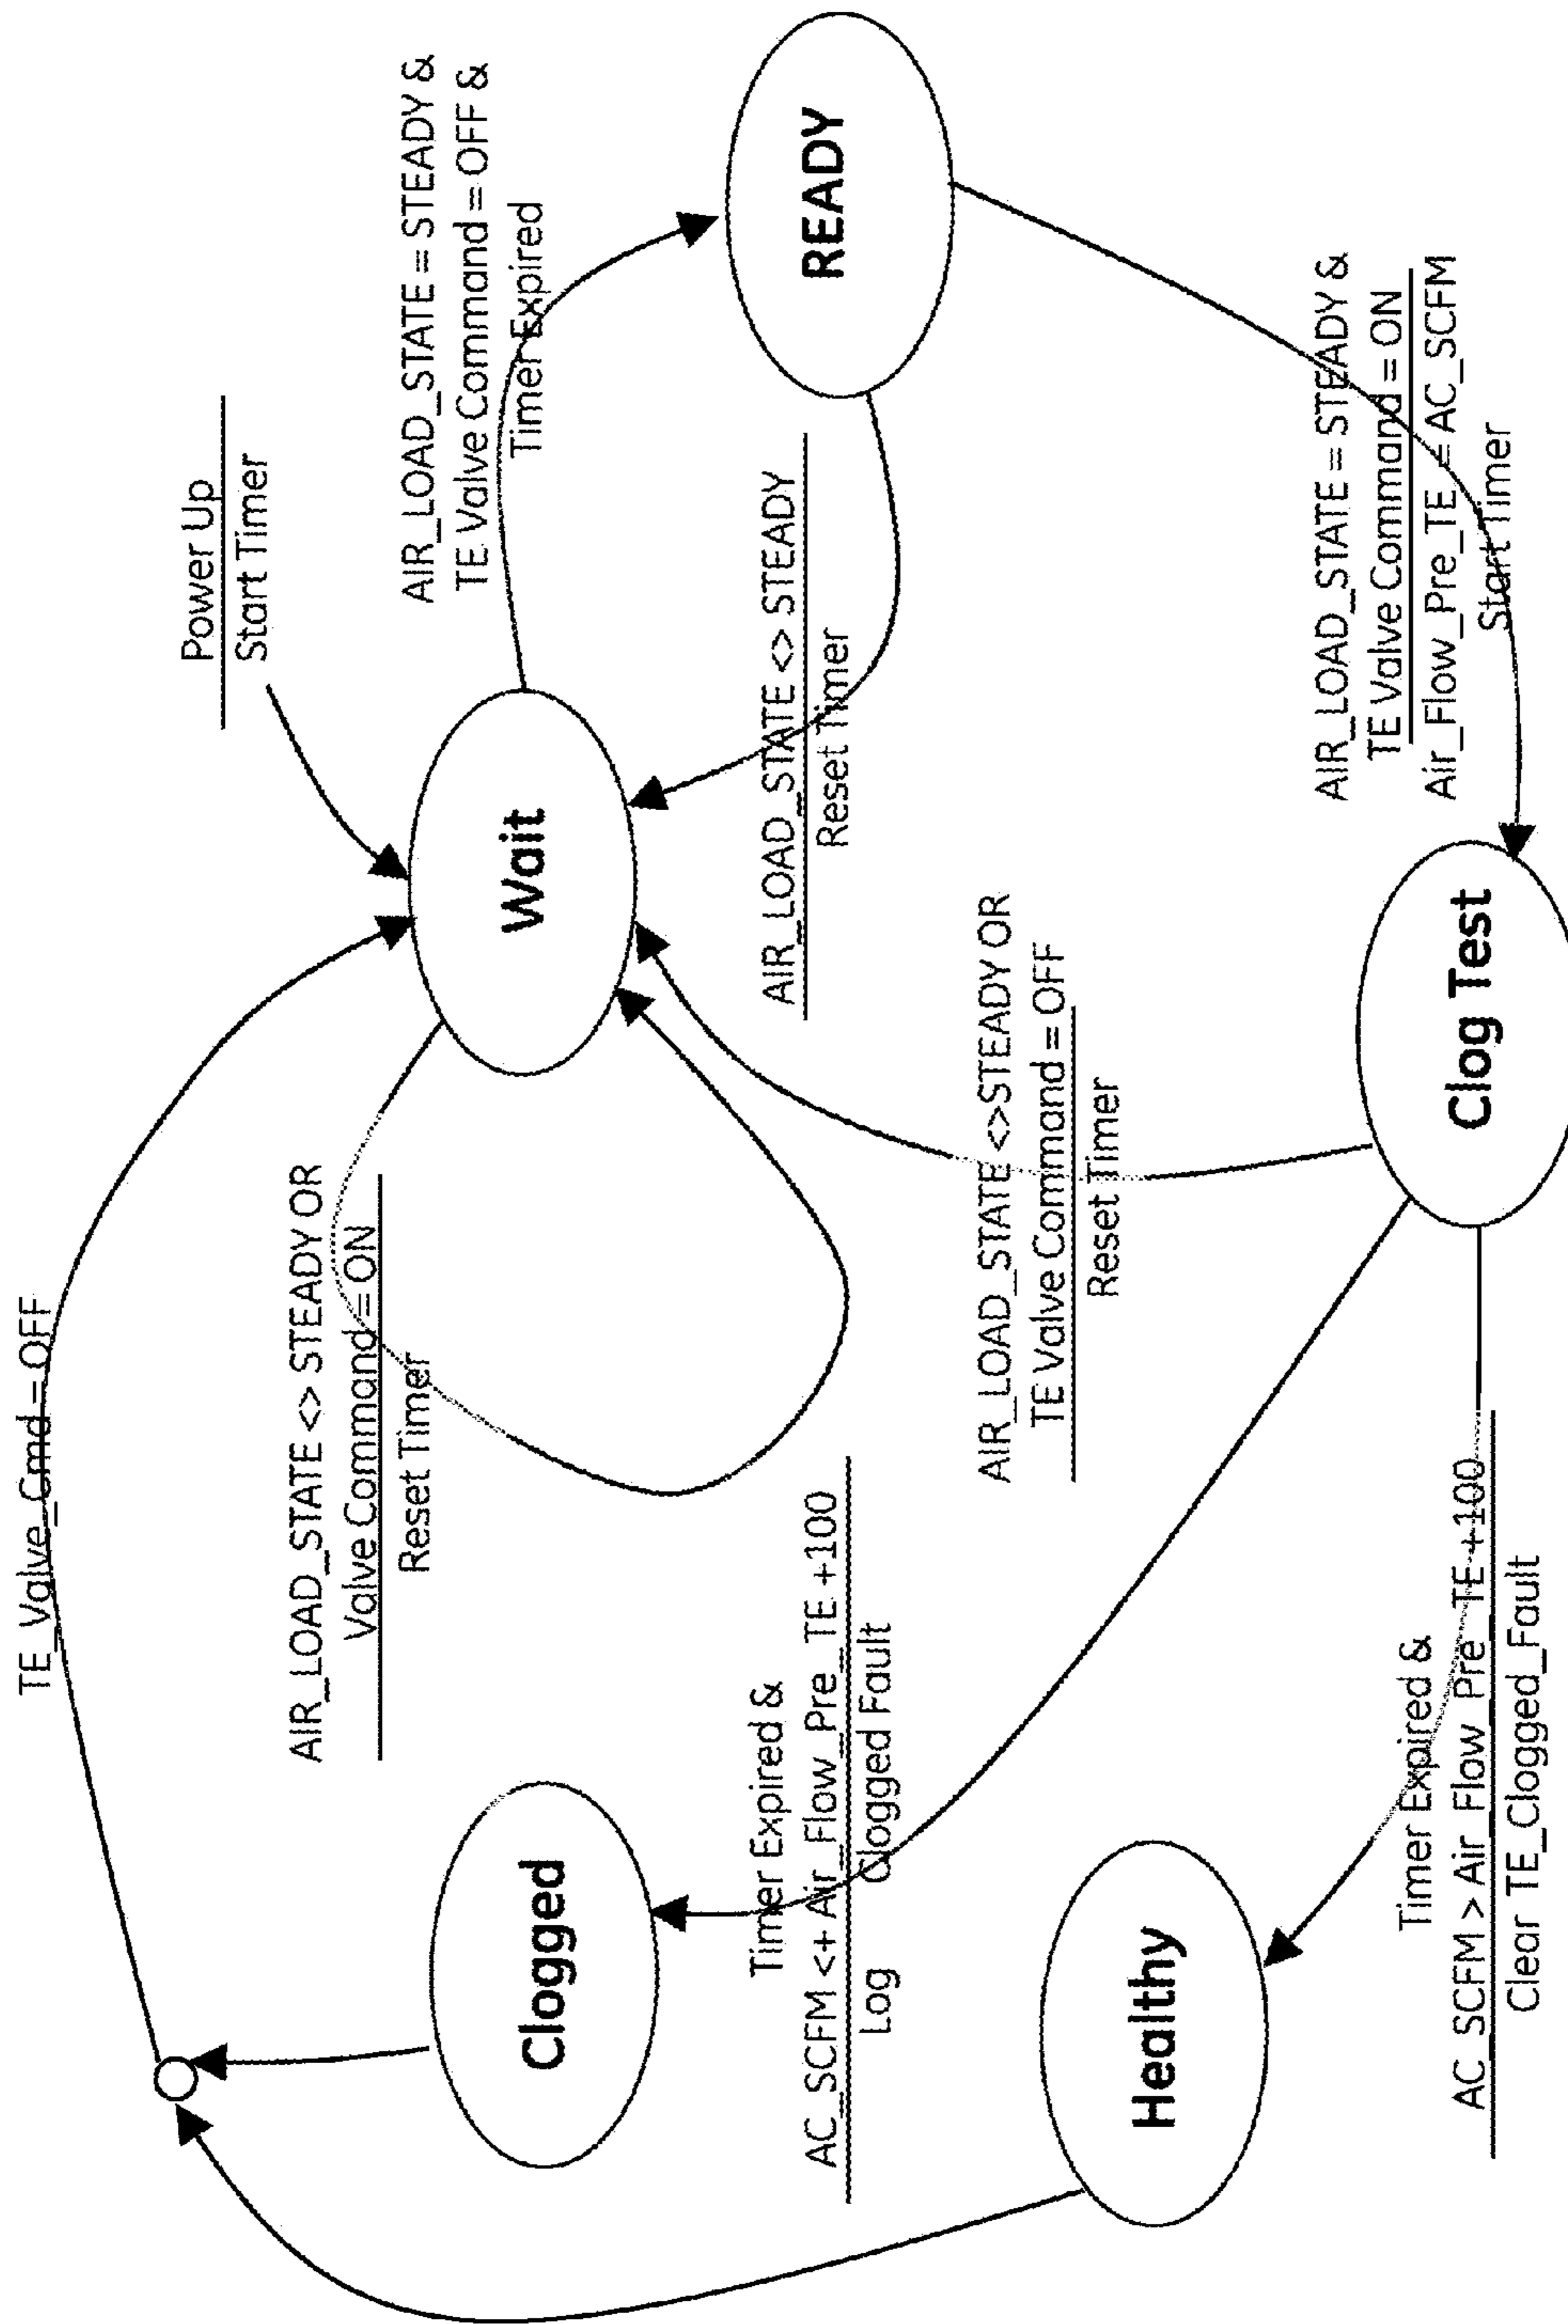 TE_Valve_Cmd = OFF
Power Up
Start Timer
AIR_LOAD_STATE <> STEADY OR
Valve Command = ON
Reset Timer
AIR_LOAD_STATE = STEADY &
TE Valve Command = OFF &
Timer Expired
Clogged
Wait
READY
Timer Expired &
AC_SCFM <+ Air_Flow_Pre_TE +100
Log Clogged Fault
AIR_LOAD_STATE <> STEADY
Reset Timer
AIR_LOAD_STATE <>STEADY OR
TE Valve Command = OFF
Reset Timer
Healthy
AIR_LOAD_STATE = STEADY &
TE Valve Command = ON
Air_Flow_Pre_TE = AC_SCFM
Start Timer
Timer Expired &
AC SCFM > Air_Flow_Pre_TE +100
Clear TE_Clogged_Fault
Clog Test